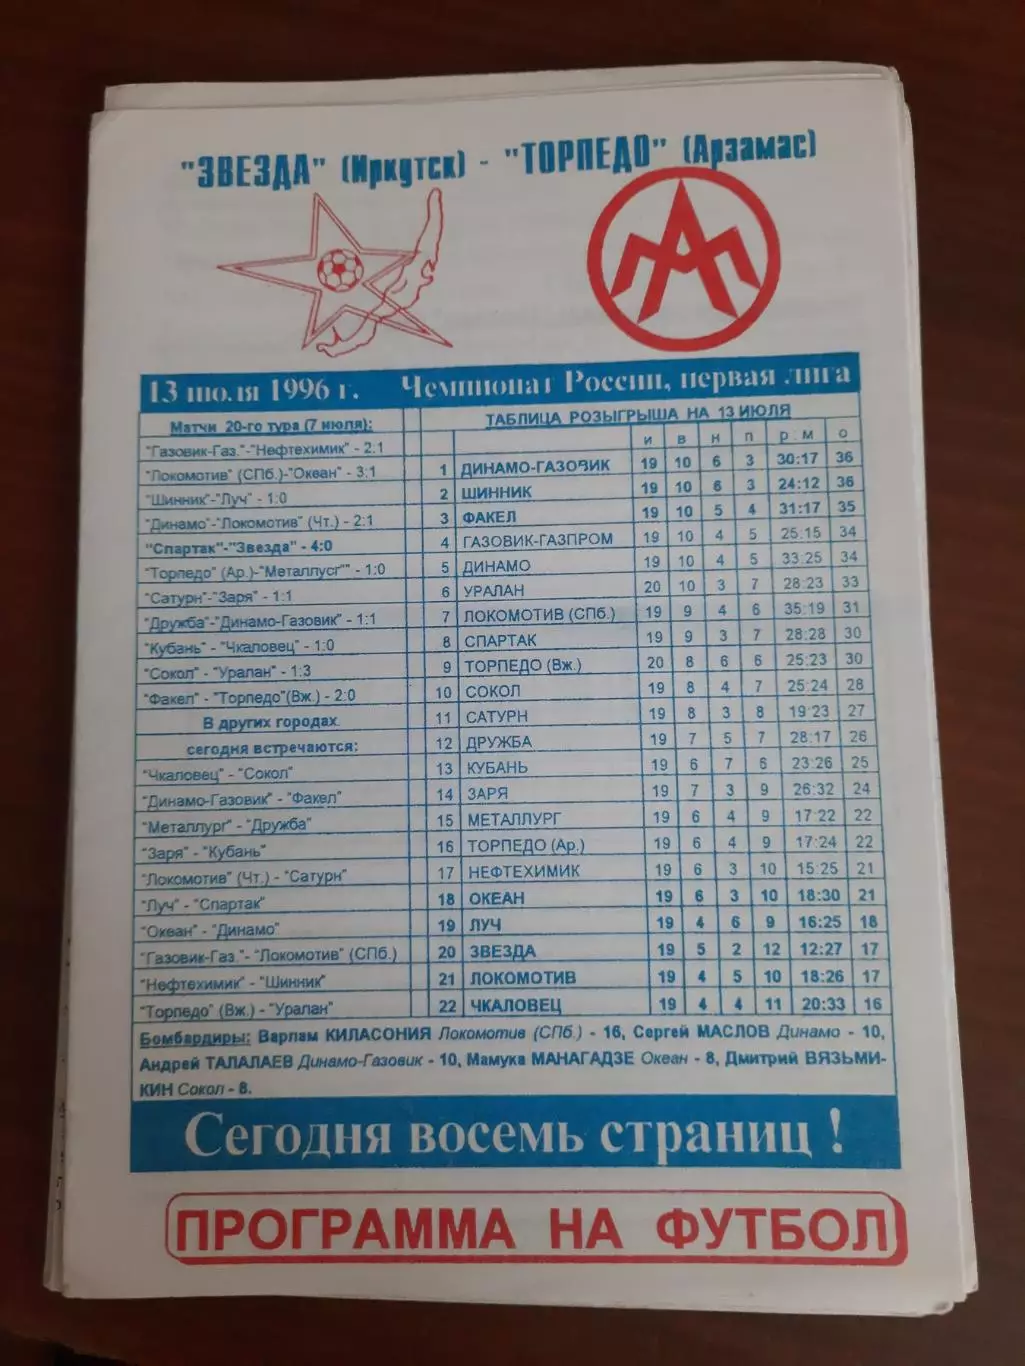 "ЗВЕЗДА" (Иркутск) - "ТОРПЕДО" (Арзамас)
13 июля 1996 г. Чемпионат России, первая лига
Матчи 20-го тура (7 июля):
"Газовик-Газ."-"Нефтехимик" - 2:1
"Локомотив" (СПб.)-"Океан" - 3:1
"Шинник"-"Луч" - 1:0
"Динамо"-"Локомотив" (Чт.) - 2:1
"Спартак"-"Звезда" - 4:0
"Торпедо" (Ар.)-"Металлусг"" - 1:0
"Сатурн"-"Заря" - 1:1
"Дружба"-"Динамо-Газовик" - 1:1
"Кубань" - "Чкаловец" - 1:0
"Сокол" - "Уралан" - 1:3
"Факел" - "Торпедо"(Вж.) - 2:0
В других городах
сегодня встречаются:
"Чкаловец" - "Сокол"
"Динамо-Газовик" - "Факел"
"Металлург" - "Дружба"
"Заря" - "Кубань"
"Локомотив" (Чт.) - "Сатурн"
"Луч" - "Спартак"
"Океан" - "Динамо"
"Газовик-Газ."- "Локомотив" (СПб.)
"Нефтехимик" - "Шинник"
"Торпедо" (Вж.) - "Уралан"
ТАБЛИЦА РОЗЫГРЫША НА 13 ИЮЛЯ
и в н п р : м о
1 ДИНАМО-ГАЗОВИК 19 10 6 3 30:17 36
2 ШИННИК 19 10 6 3 24:12 36
3 ФАКЕЛ 19 10 5 4 31:17 35
4 ГАЗОВИК-ГАЗПРОМ 19 10 4 5 25:15 34
5 ДИНАМО 19 10 4 5 33:25 34
6 УРАЛАН 20 10 3 7 28:23 33
7 ЛОКОМОТИВ (СПб.) 19 9 4 6 35:19 31
8 СПАРТАК 19 9 3 7 28:28 30
9 ТОРПЕДО (Вж.) 20 8 6 6 25:23 30
10 СОКОЛ 19 8 4 7 25:24 28
11 САТУРН 19 8 3 8 19:23 27
12 ДРУЖБА 19 7 5 7 28:17 26
13 КУБАНЬ 19 6 7 6 23:26 25
14 ЗАРЯ 19 7 3 9 26:32 24
15 МЕТАЛЛУРГ 19 6 4 9 17:22 22
16 ТОРПЕДО (Ар.) 19 6 4 9 17:24 22
17 НЕФТЕХИМИК 19 6 3 10 15:25 21
18 ОКЕАН 19 6 3 10 18:30 21
19 ЛУЧ 19 4 6 9 16:25 18
20 ЗВЕЗДА 19 5 2 12 12:27 17
21 ЛОКОМОТИВ 19 4 5 10 18:26 17
22 ЧКАЛОВЕЦ 19 4 4 11 20:33 16
Бомбардиры: Варлам КИЛАСОНИЯ Локомотив (СПб.) - 16, Сергей МАСЛОВ Динамо - 10,
Андрей ТАЛАЛАЕВ Динамо-Газовик - 10, Мамука МАНАГАДЗЕ Океан - 8, Дмитрий ВЯЗЬМИ-
КИН Сокол - 8.
Сегодня восемь страниц !
ПРОГРАММА НА ФУТБОЛ